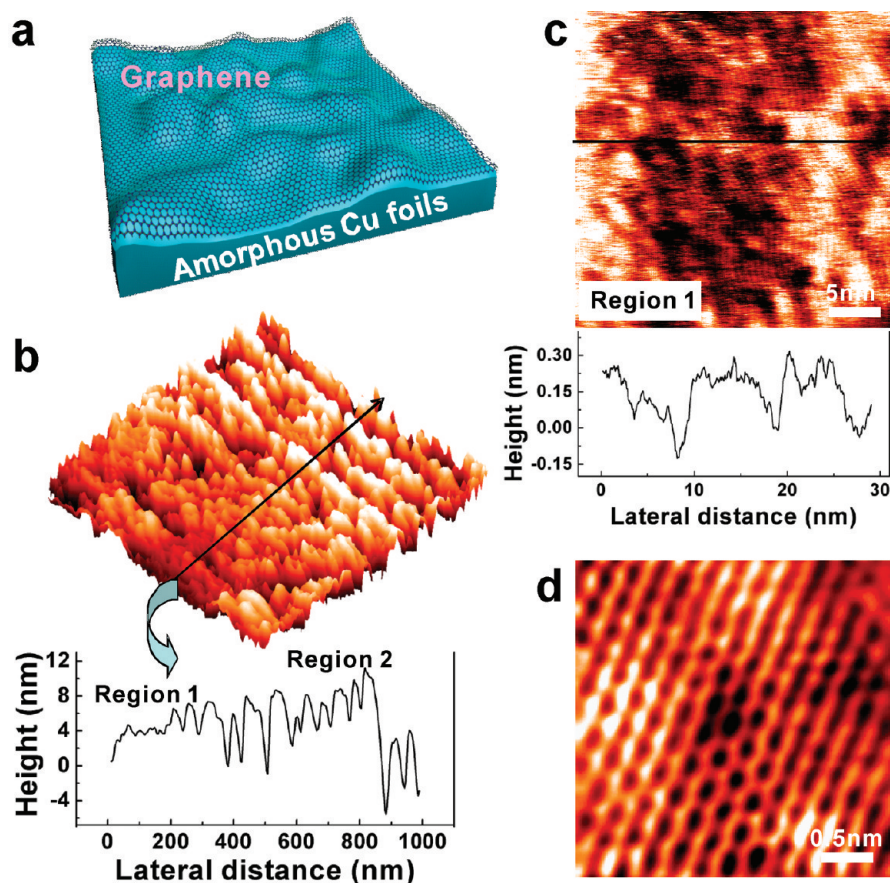 a
Graphene
Amorphous Cu foils
b
Region 1
Region 2
12
8
4
0
-4
Height (nm)
0 200 400 600 800 1000
Lateral distance (nm)
c
Region 1
5nm
0.30
0.15
0.00
-0.15
Height (nm)
0 10 20 30
Lateral distance (nm)
d
0.5nm